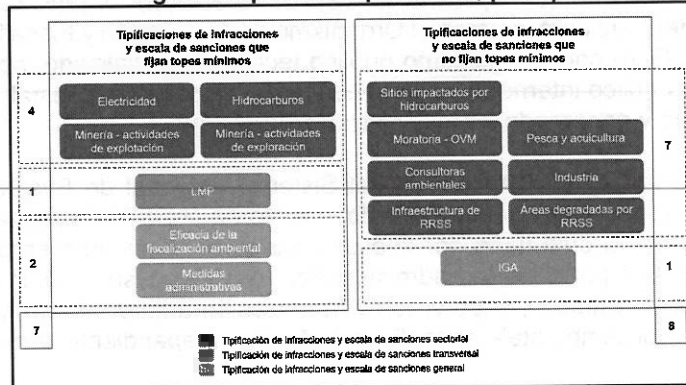 Tipificaciones de infracciones
y escala de sanciones que
fijan topes mínimos
4
Electricidad
Hidrocarburos
Minería - actividades
de explotación
Minería - actividades
de exploración
1
LMP
2
Eficacia de la
fiscalización ambiental
Medidas
administrativas
7
Tipificaciones de infracciones
y escala de sanciones que
no fijan topes mínimos
Sitios impactados por
hidrocarburos
Moratoria - OVM
Pesca y acuicultura
7
Consultoras
ambientales
Industria
Infraestructura de
RRSS
Áreas degradadas por
RRSS
IGA
1
8
Tipificación de infracciones y escala de sanciones sectorial
Tipificación de infracciones y escala de sanciones transversal
Tipificación de infracciones y escala de sanciones general